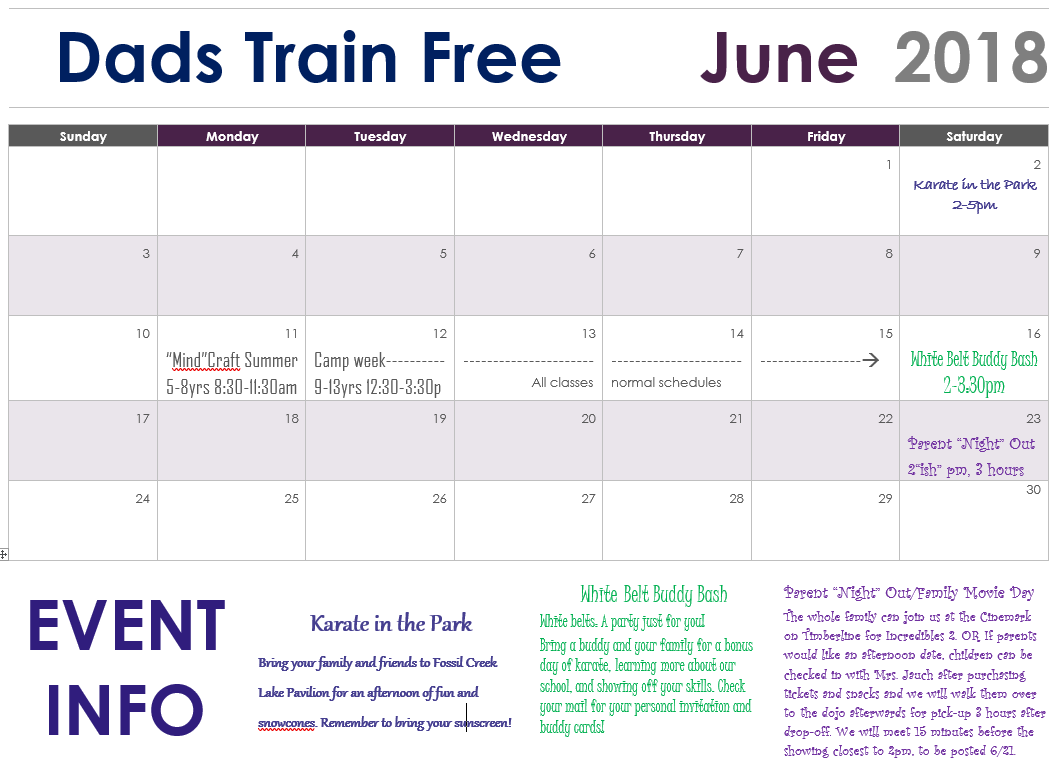 Dads Train Free June 2018
Sunday Monday Tuesday Wednesday Thursday Friday Saturday
1 2
Karate in the Park
2-5pm
3 4 5 6 7 8 9
10 11 12 13 14 15 16
"Mind"Craft Summer Camp week---------- ---------------------- ---------------------- -----------------→ White Belt Buddy Bash
5-8yrs 8:30-11:30am 9-13yrs 12:30-3:30p All classes normal schedules 2-3:30pm
17 18 19 20 21 22 23
Parent "Night" Out
2"ish" pm, 3 hours
24 25 26 27 28 29 30
EVENT
INFO
Karate in the Park
Bring your family and friends to Fossil Creek
Lake Pavilion for an afternoon of fun and
snowcones. Remember to bring your sunscreen!
White Belt Buddy Bash
White belts. A party just for you!
Bring a buddy and your family for a bonus
day of karate, learning more about our
school, and showing off your skills. Check
your mail for your personal invitation and
buddy cards!
Parent "Night" Out/Family Movie Day
The whole family can join us at the Cinemark
on Timberline for Incredibles 2. OR If parents
would like an afternoon date, children can be
checked in with Mrs. Jauch after purchasing
tickets and snacks and we will walk them over
to the dojo afterwards for pick-up 3 hours after
drop-off. We will meet 15 minutes before the
showing closest to 2pm, to be posted 6/21.